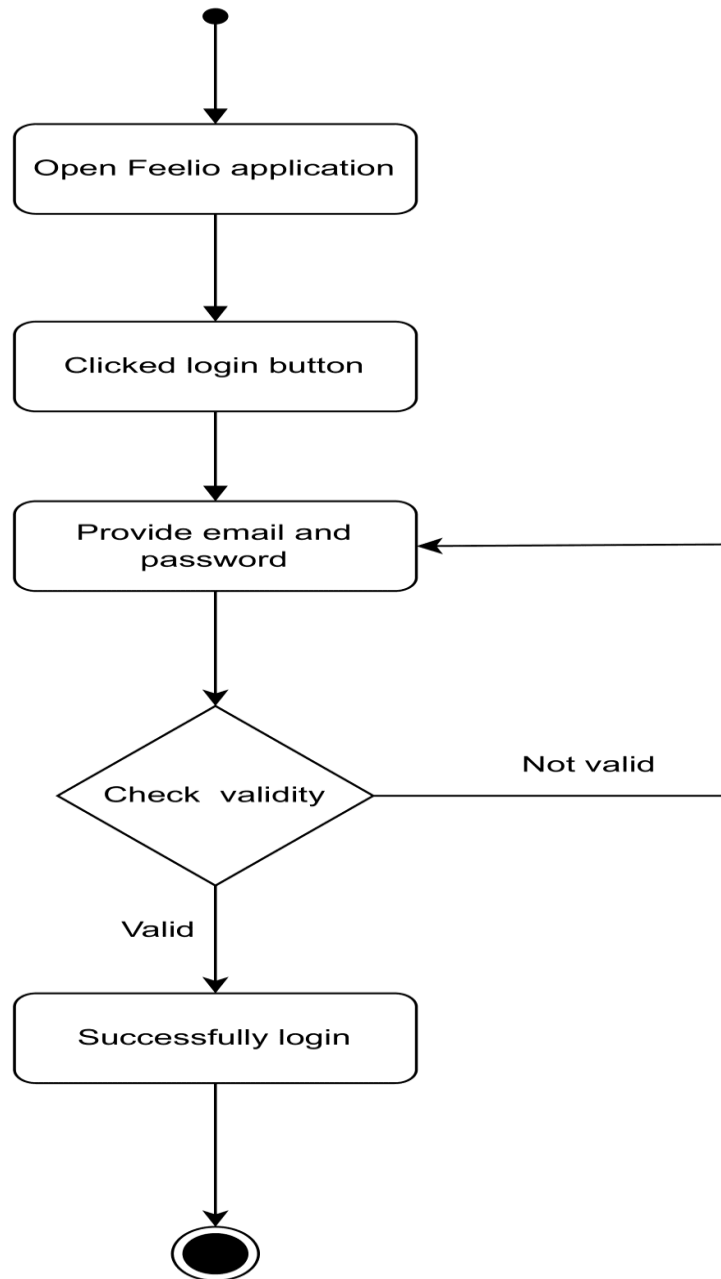 Open Feelio application
Clicked login button
Provide email and
password
Check  validity
Not valid
Valid
Successfully login